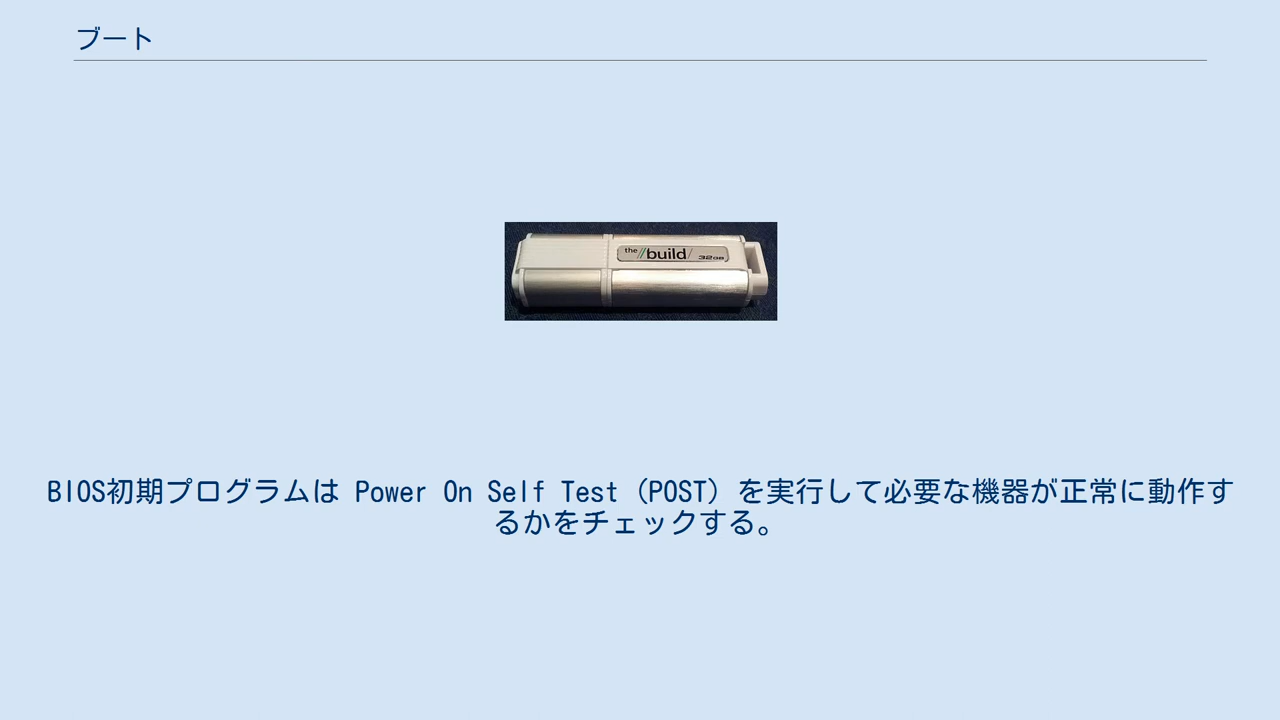 ブート
the //build/ 32GB
BIOS初期プログラムは Power On Self Test (POST) を実行して必要な機器が正常に動作す
るかをチェックする。